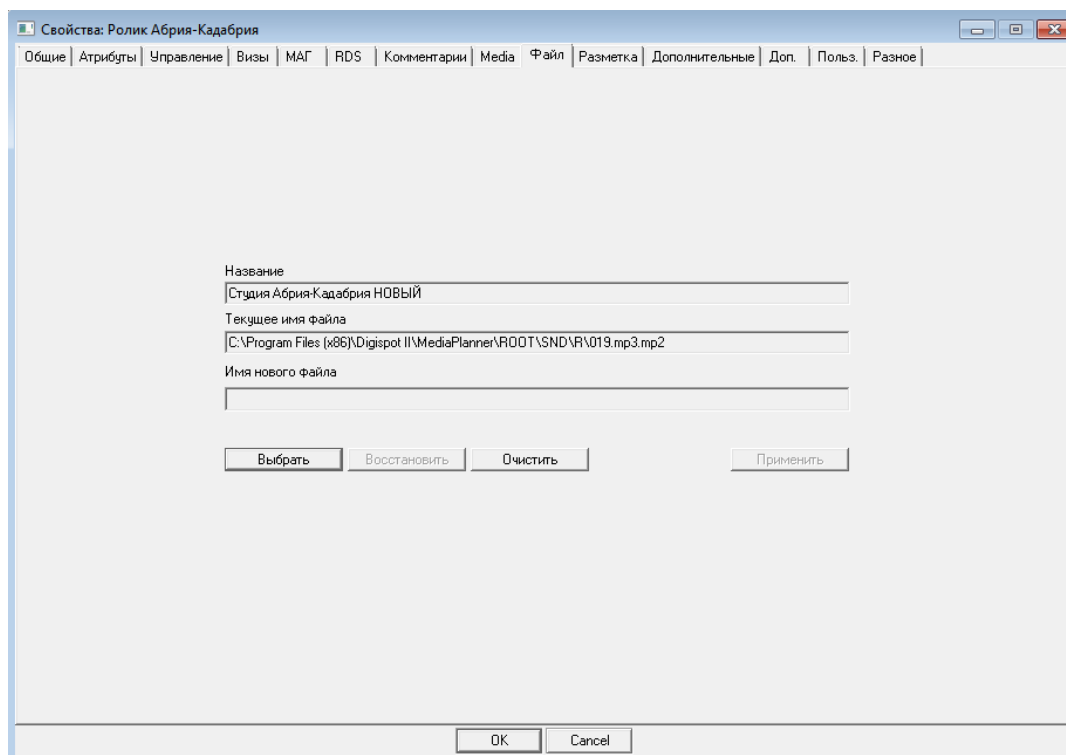 Свойства: Ролик Абрия-Кадабрия
Общие Атрибуты Управление Визы МАГ RDS Комментарии Media Файл Разметка Дополнительные Доп. Польз. Разное
Название
Студия Абрия-Кадабрия НОВЫЙ
Текущее имя файла
C:\Program Files (x86)\Digispot II\MediaPlanner\ROOT\SND\R\019.mp3.mp2
Имя нового файла
Выбрать Восстановить Очистить Применить
OK Cancel